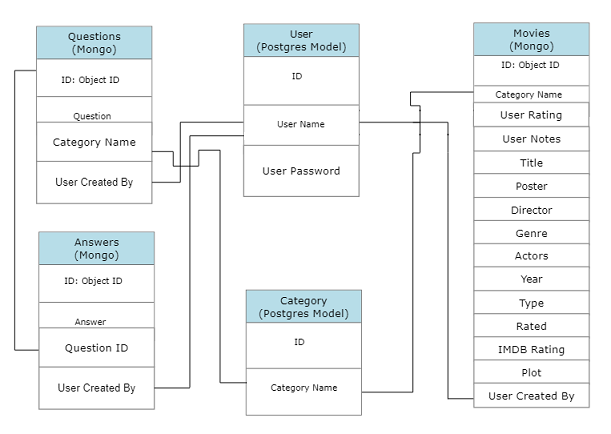 Questions
(Mongo)
ID: Object ID
Question
Category Name
User Created By
Answers
(Mongo)
ID: Object ID
Answer
Question ID
User Created By
User
(Postgres Model)
ID
User Name
User Password
Category
(Postgres Model)
ID
Category Name
Movies
(Mongo)
ID: Object ID
Category Name
User Rating
User Notes
Title
Poster
Director
Genre
Actors
Year
Type
Rated
IMDB Rating
Plot
User Created By